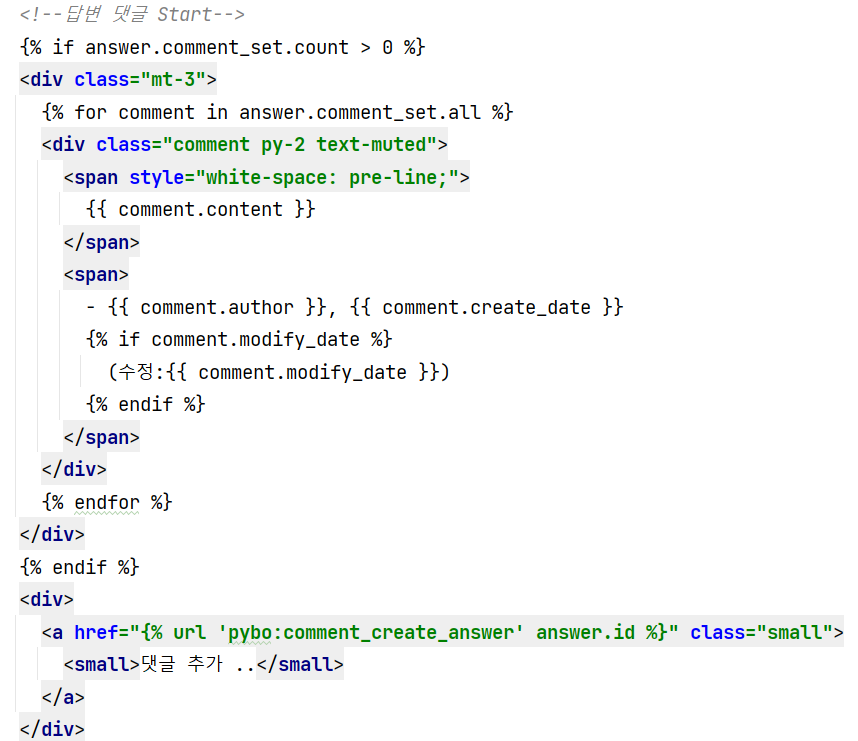 <!--답변 댓글 Start-->
{% if answer.comment_set.count > 0 %}
<div class="mt-3">
  {% for comment in answer.comment_set.all %}
  <div class="comment py-2 text-muted">
    <span style="white-space: pre-line;">
      {{ comment.content }}
    </span>
    <span>
      - {{ comment.author }}, {{ comment.create_date }}
      {% if comment.modify_date %}
        (수정:{{ comment.modify_date }})
      {% endif %}
    </span>
  </div>
  {% endfor %}
</div>
{% endif %}
<div>
  <a href="{% url 'pybo:comment_create_answer' answer.id %}" class="small">
    <small>댓글 추가 ..</small>
  </a>
</div>